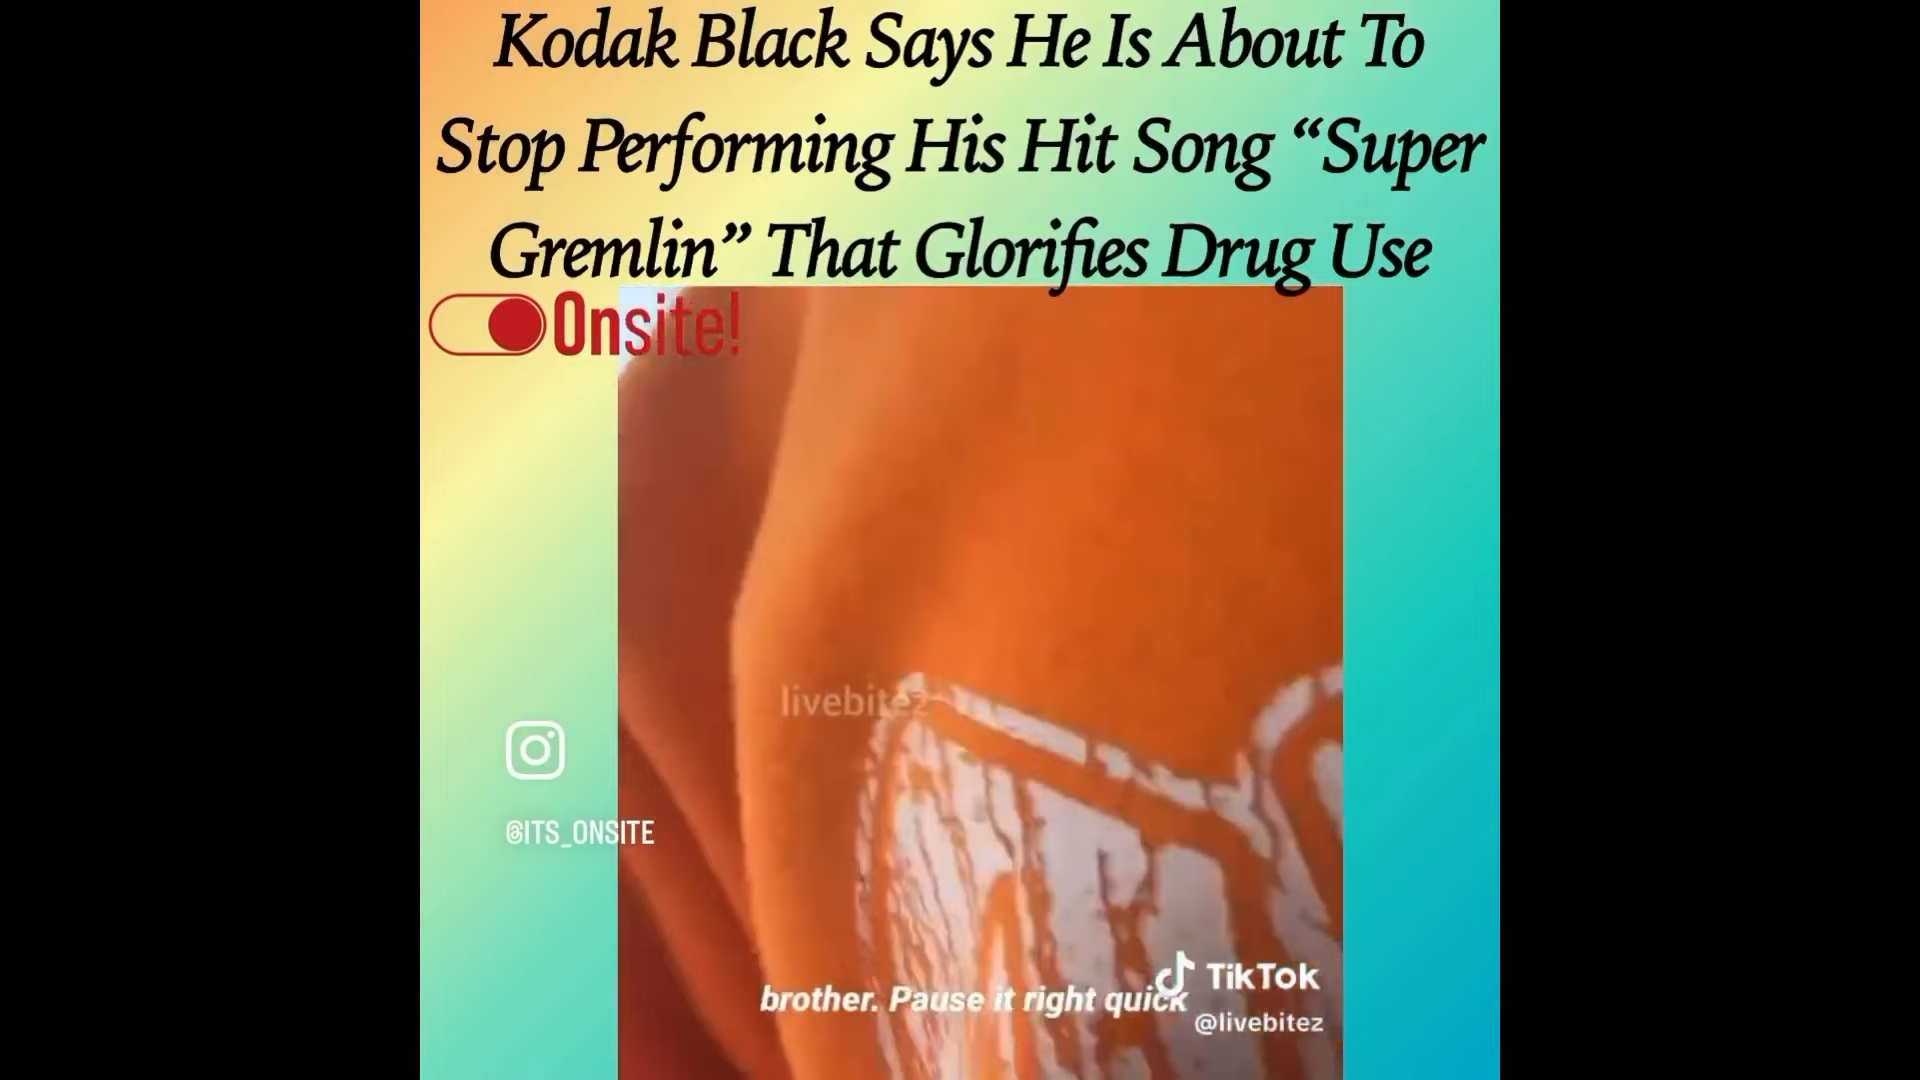 Kodak Black Says He Is About To
Stop Performing His Hit Song “Super
Gremlin” That Glorifies Drug Use
Onsite!
livebitez
@ITS_ONSITE
brother. Pause it right quick
TikTok
@livebitez